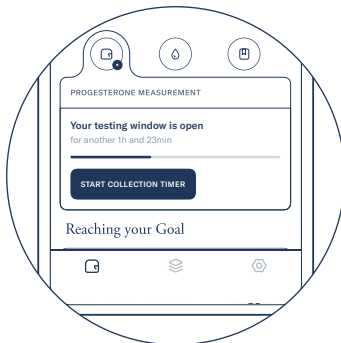 PROGESTERONE MEASUREMENT
Your testing window is open
for another 1h and 23min
START COLLECTION TIMER
Reaching your Goal